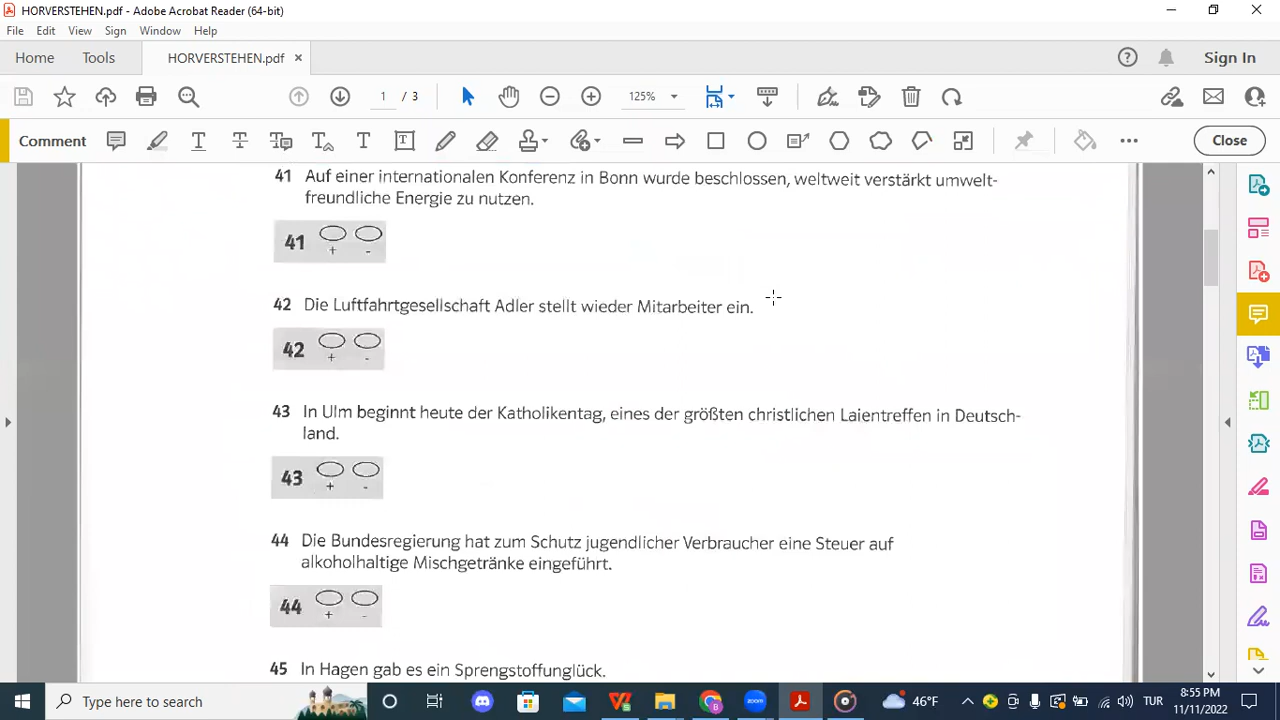 HORVERSTEHEN.pdf - Adobe Acrobat Reader (64-bit)
File Edit View Sign Window Help
Home Tools HORVERSTEHEN.pdf × Sign In
1 / 3 125%
Comment Close
41 Auf einer internationalen Konferenz in Bonn wurde beschlossen, weltweit verstärkt umwelt-
freundliche Energie zu nutzen.
41 + -
42 Die Luftfahrtgesellschaft Adler stellt wieder Mitarbeiter ein.
42 + -
43 In Ulm beginnt heute der Katholikentag, eines der größten christlichen Laientreffen in Deutsch-
land.
43 + -
44 Die Bundesregierung hat zum Schutz jugendlicher Verbraucher eine Steuer auf
alkoholhaltige Mischgetränke eingeführt.
44 + -
45 In Hagen gab es ein Sprengstoffunglück.
Type here to search 46°F TUR 8:55 PM
11/11/2022